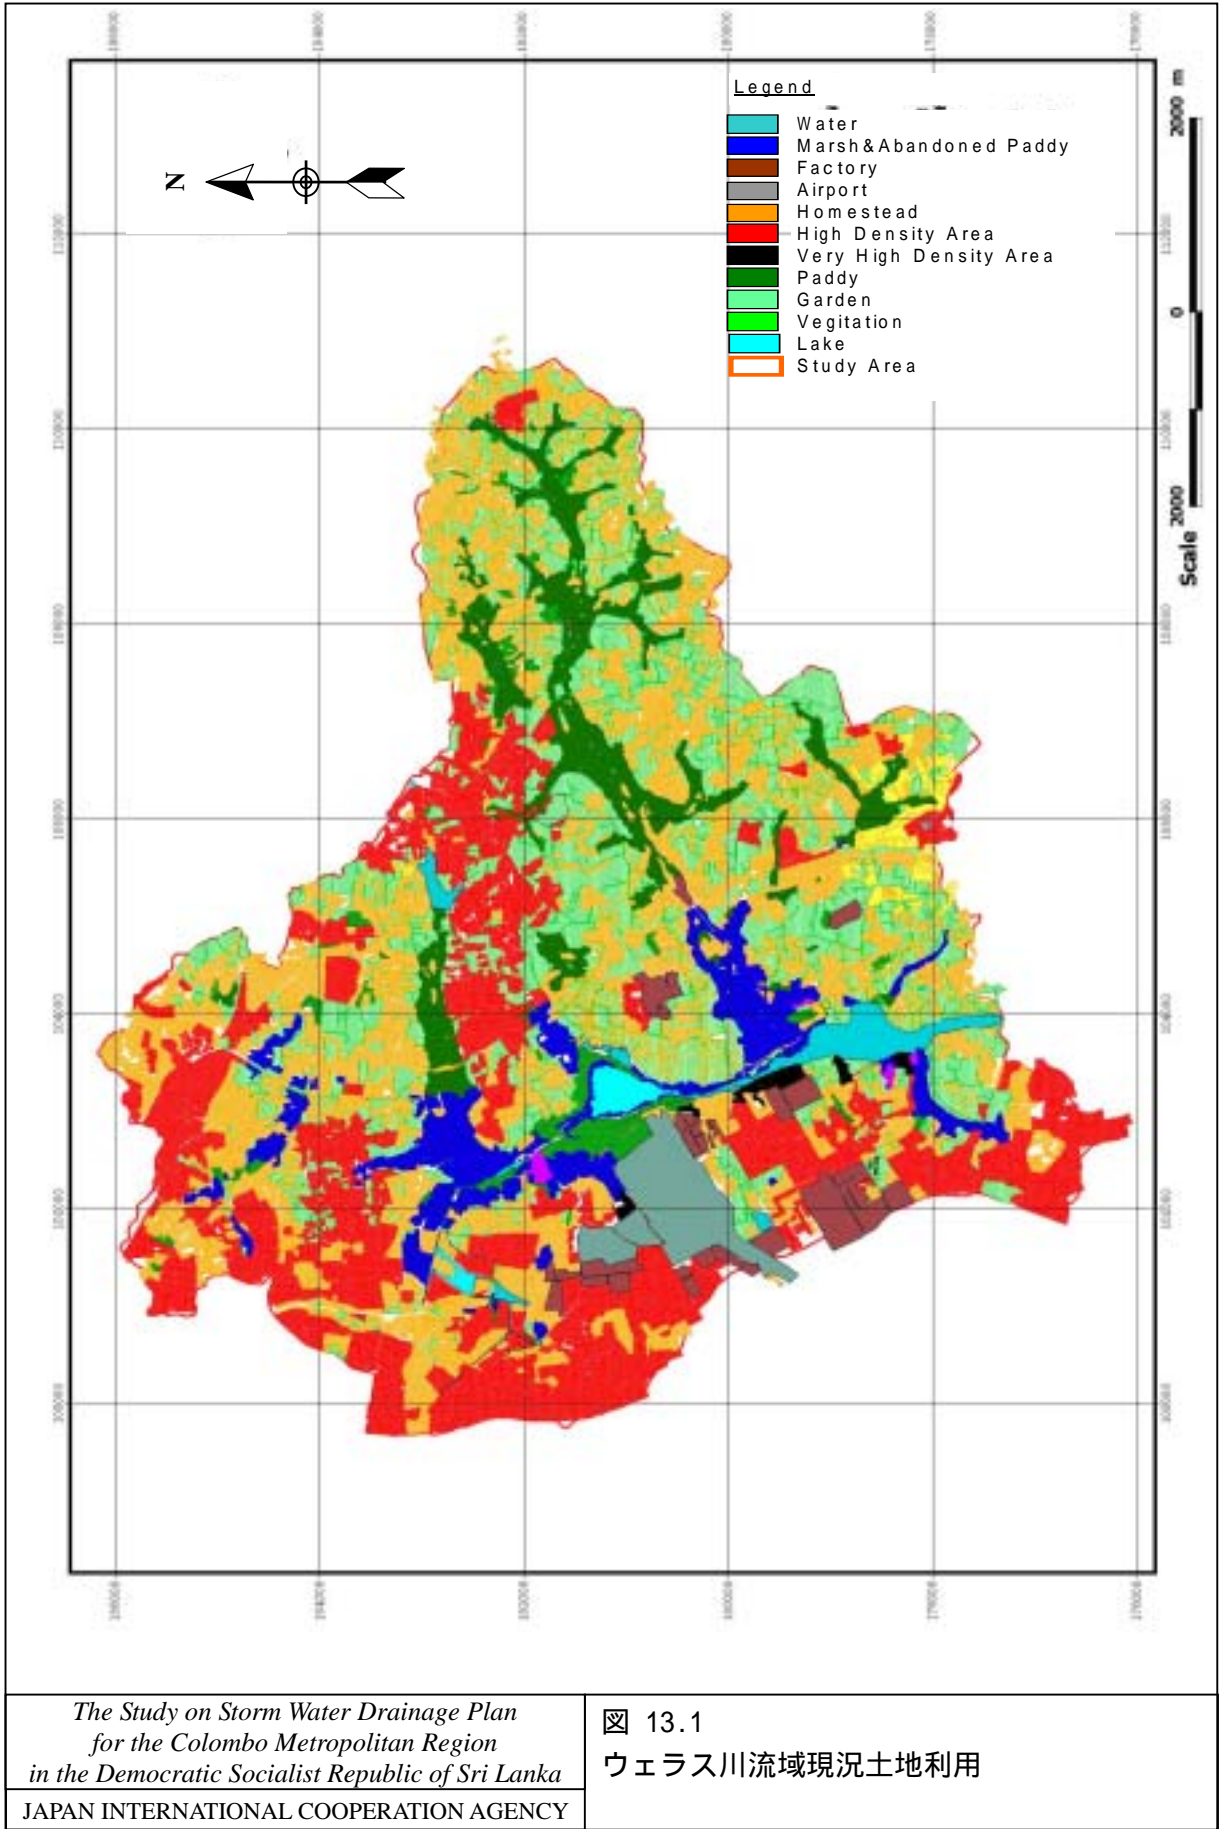 Legend
Water
Marsh&Abandoned Paddy
Factory
Airport
Homestead
High Density Area
Very High Density Area
Paddy
Garden
Vegitation
Lake
Study Area
N
2000 m
0
2000
Scale
The Study on Storm Water Drainage Plan
for the Colombo Metropolitan Region
in the Democratic Socialist Republic of Sri Lanka
JAPAN INTERNATIONAL COOPERATION AGENCY
図 13.1
ウェラス川流域現況土地利用